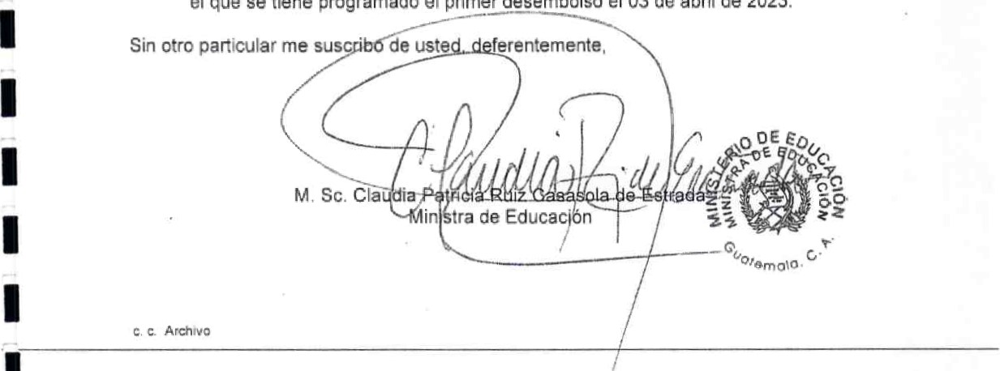 el que se tiene programado el primer desembolso el 03 de abril de 2023.
Sin otro particular me suscribo de usted, deferentemente,
Claudia R. de
M. Sc. Claudia Patricia Ruiz Casasola de Estrada
Ministra de Educación
MINISTERIO DE EDUCACIÓN
MINISTRA DE EDUCACIÓN
Guatemala, C. A.
c. c. Archivo